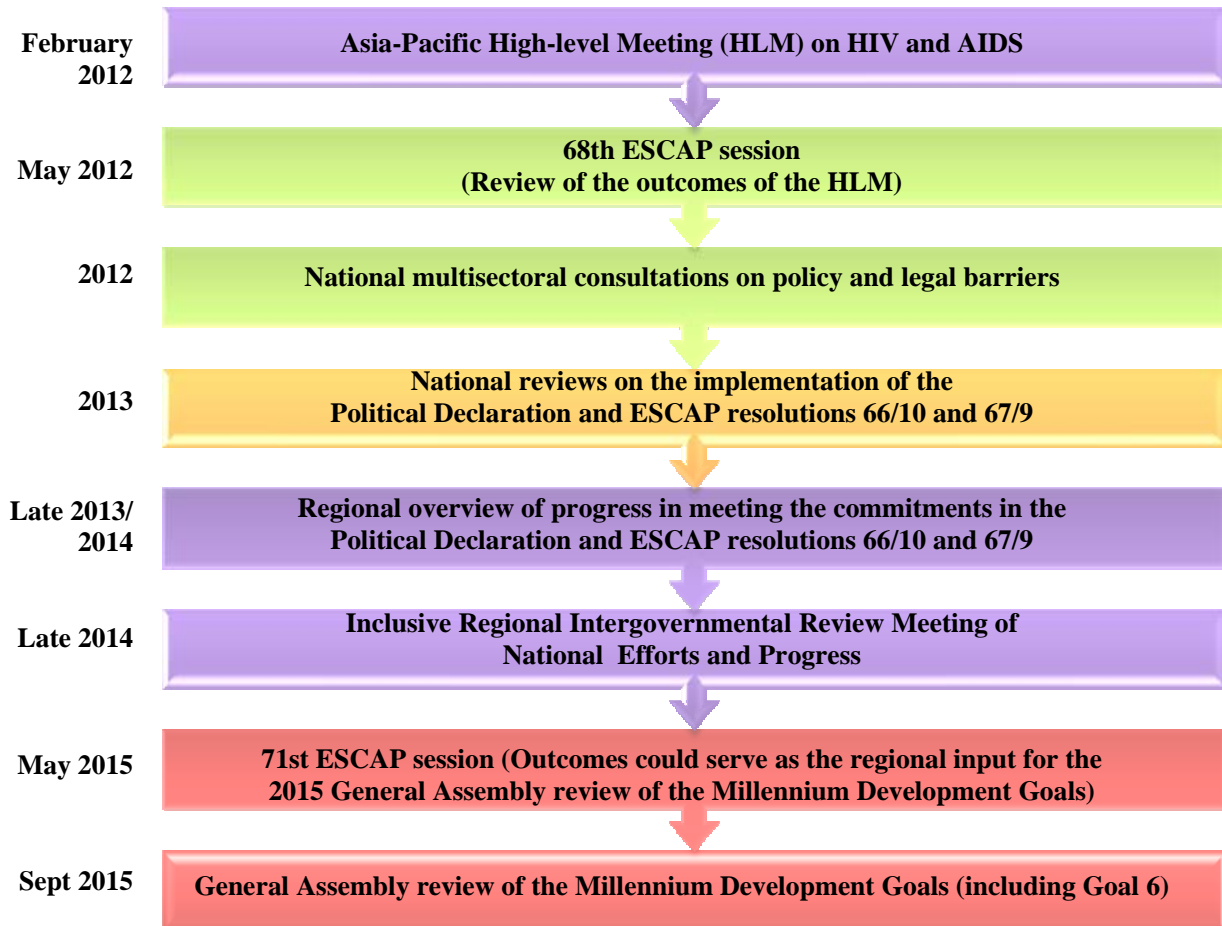 February
2012
Asia-Pacific High-level Meeting (HLM) on HIV and AIDS
May 2012
68th ESCAP session
(Review of the outcomes of the HLM)
2012
National multisectoral consultations on policy and legal barriers
2013
National reviews on the implementation of the
Political Declaration and ESCAP resolutions 66/10 and 67/9
Late 2013/
2014
Regional overview of progress in meeting the commitments in the
Political Declaration and ESCAP resolutions 66/10 and 67/9
Late 2014
Inclusive Regional Intergovernmental Review Meeting of
National Efforts and Progress
May 2015
71st ESCAP session (Outcomes could serve as the regional input for the
2015 General Assembly review of the Millennium Development Goals)
Sept 2015
General Assembly review of the Millennium Development Goals (including Goal 6)